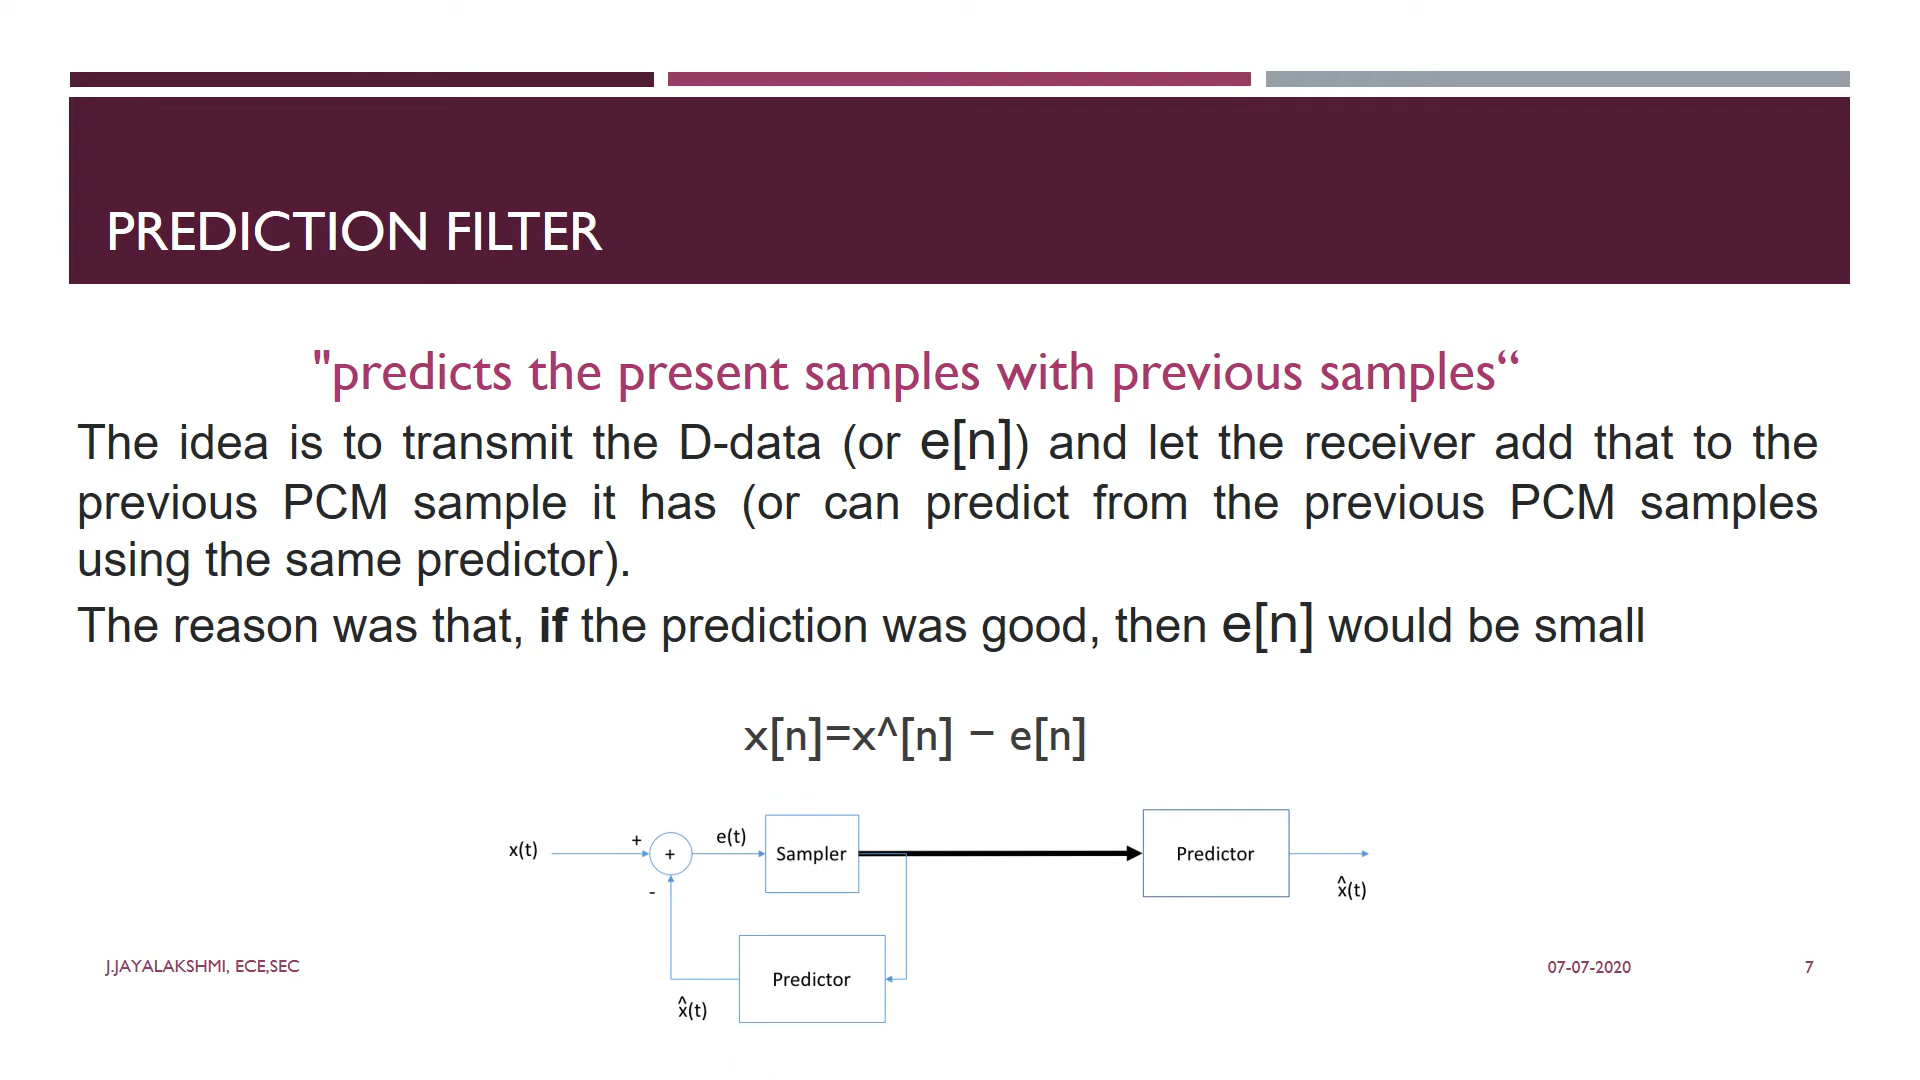 PREDICTION FILTER
"predicts the present samples with previous samples“
The idea is to transmit the D-data (or e[n]) and let the receiver add that to the
previous PCM sample it has (or can predict from the previous PCM samples
using the same predictor).
The reason was that, if the prediction was good, then e[n] would be small
x[n]=x^[n] − e[n]
x(t)
+
+
-
e(t)
Sampler
Predictor
x̂(t)
Predictor
x̂(t)
J.JAYALAKSHMI, ECE,SEC
07-07-2020
7